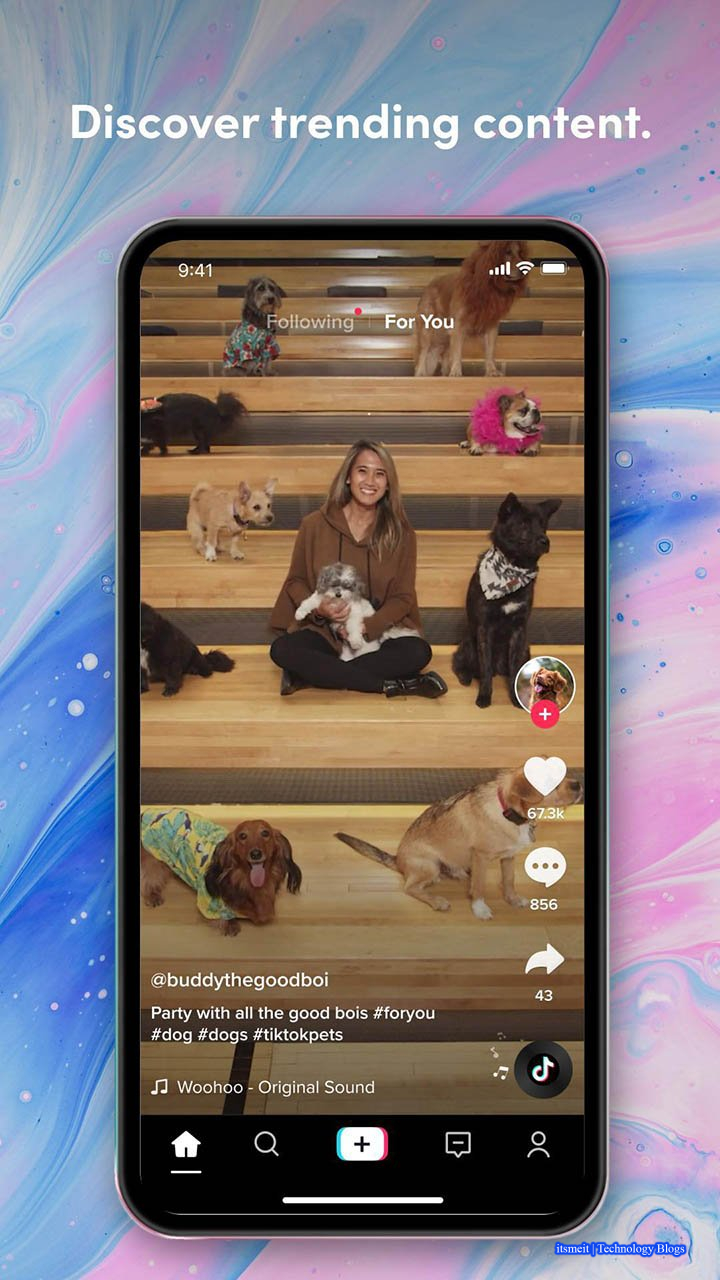 Discover trending content.
9:41
Following For You
67.3k
856
43
@buddythegoodboi
Party with all the good bois #foryou
#dog #dogs #tiktokpets
Woohoo - Original Sound
itsmeit | Technology Blogs